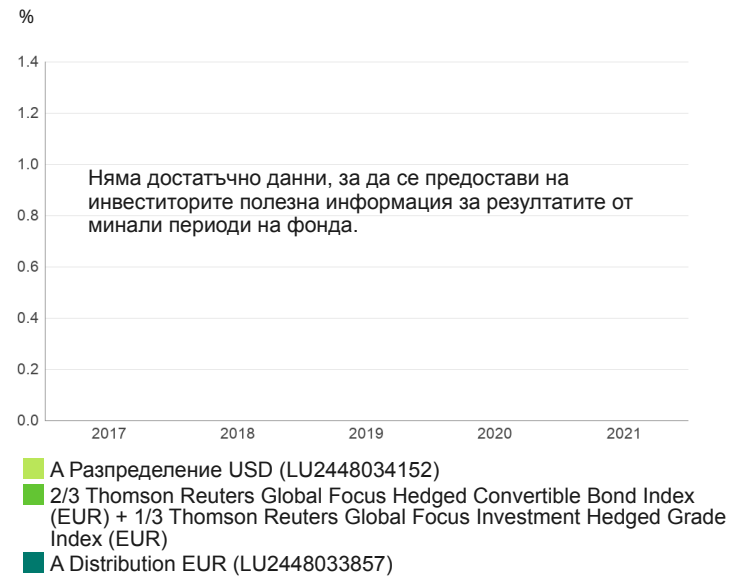 %
1.4
1.2
1.0
Няма достатъчно данни, за да се предостави на
инвеститорите полезна информация за резултатите от
0.8
минали периоди на фонда.
0.6
0.4
0.2
0.0
2017 2018 2019 2020 2021
А Разпределение USD (LU2448034152)
2/3 Thomson Reuters Global Focus Hedged Convertible Bond Index
(EUR) + 1/3 Thomson Reuters Global Focus Investment Hedged Grade
Index (EUR)
A Distribution EUR (LU2448033857)